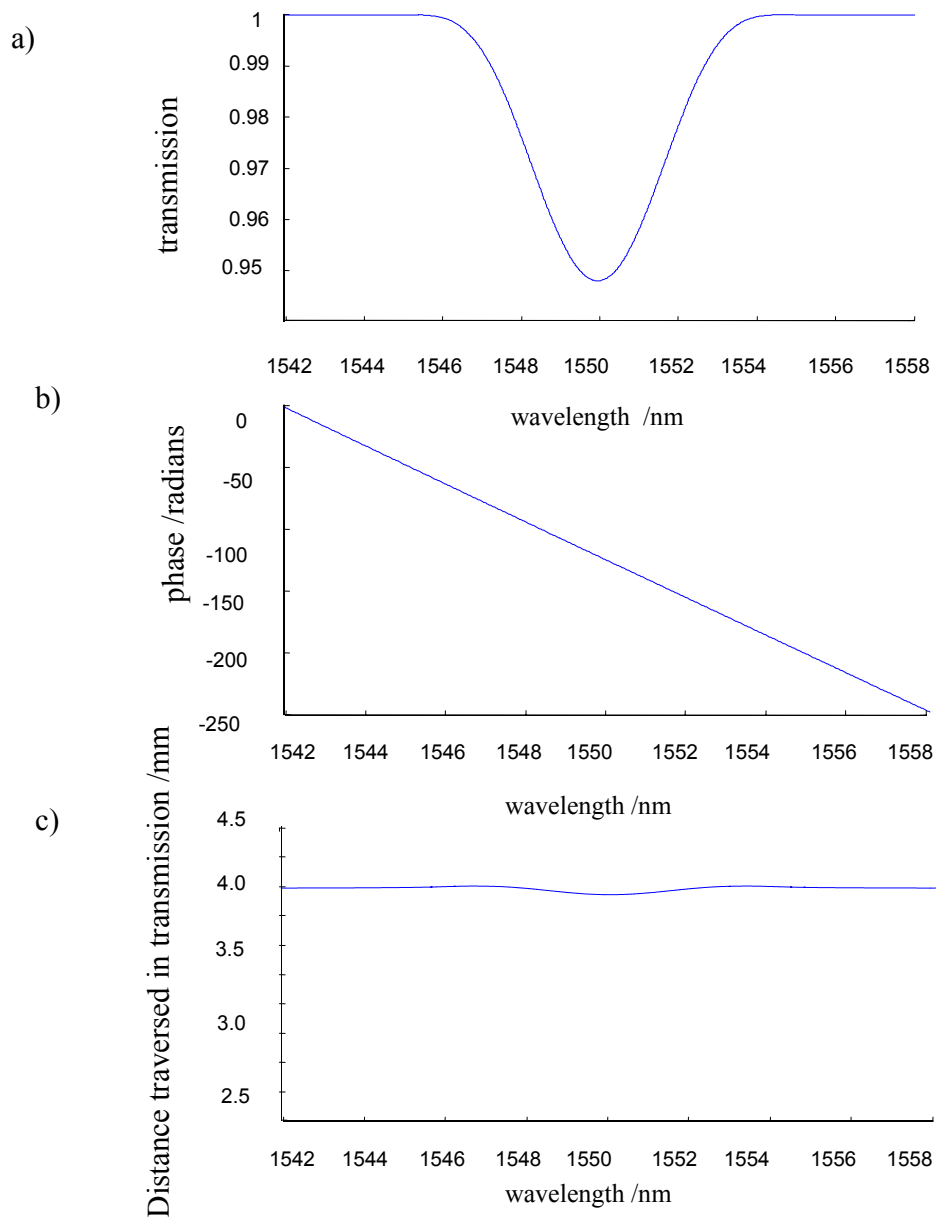 a)
transmission
1
0.99
0.98
0.97
0.96
0.95
1542 1544 1546 1548 1550 1552 1554 1556 1558
wavelength /nm
b)
phase /radians
0
-50
-100
-150
-200
-250
1542 1544 1546 1548 1550 1552 1554 1556 1558
wavelength /nm
c)
Distance traversed in transmission /mm
4.5
4.0
3.5
3.0
2.5
1542 1544 1546 1548 1550 1552 1554 1556 1558
wavelength /nm